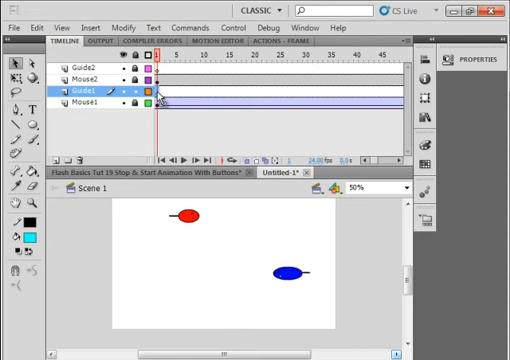 Fl
CLASSIC
CS Live
File Edit View Insert Modify Text Commands Control Debug Window Help
TIMELINE OUTPUT COMPILER ERRORS MOTION EDITOR ACTIONS - FRAME
PROPERTIES
1 5 10 15 20 25 30 35 40 45
Guide2
Mouse2
Guide1
Mouse1
1 24.00 fps 0.0 s
Flash Basics Tut 19 Stop & Start Animation With Buttons* Untitled-1*
Scene 1 50%